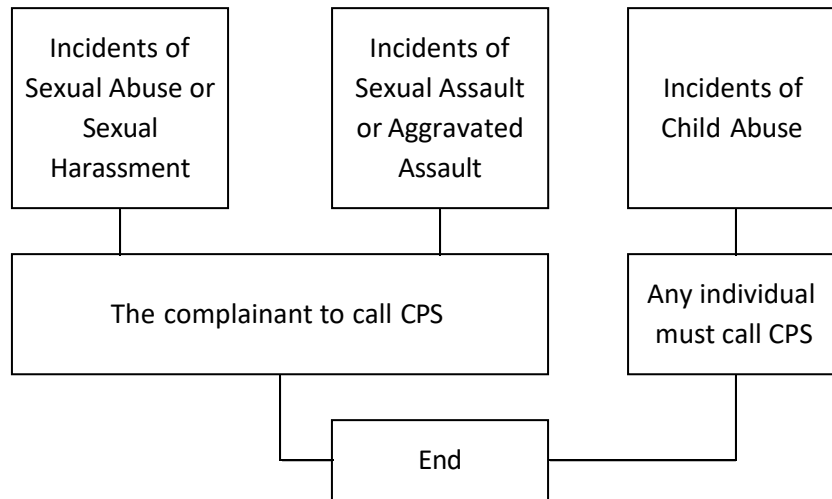 Incidents of
Sexual Abuse or
Sexual
Harassment
Incidents of
Sexual Assault
or Aggravated
Assault
Incidents of
Child Abuse
The complainant to call CPS
Any individual
must call CPS
End